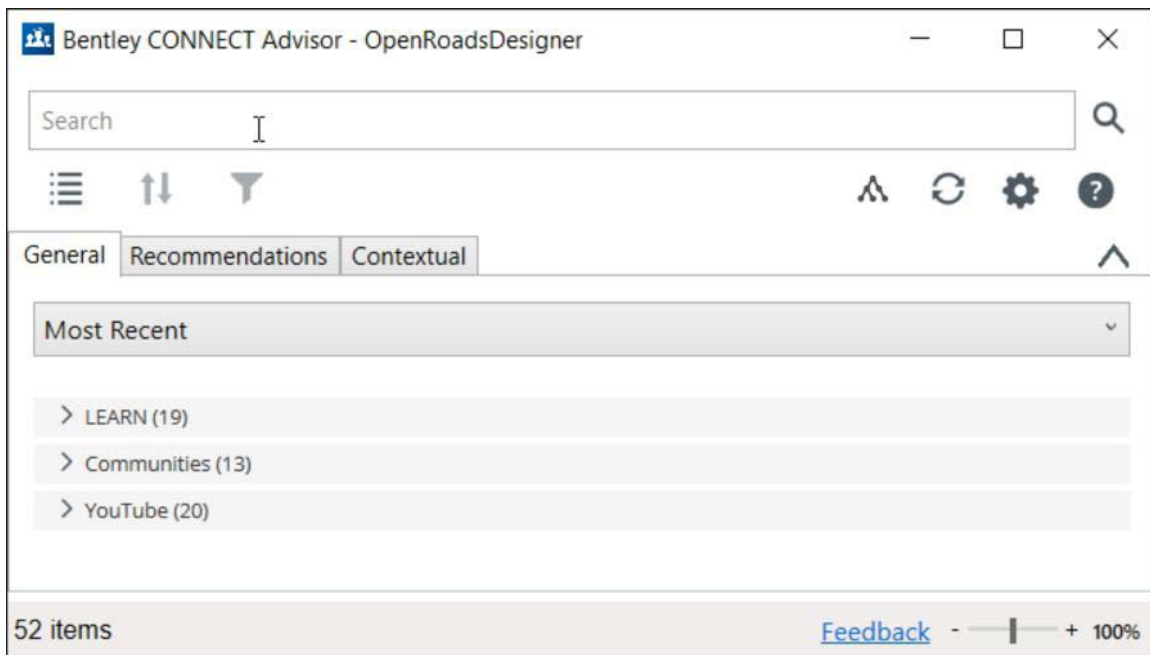 Bentley CONNECT Advisor - OpenRoadsDesigner
Search
?
General Recommendations Contextual
Most Recent
LEARN (19)
Communities (13)
YouTube (20)
52 items Feedback - + 100%